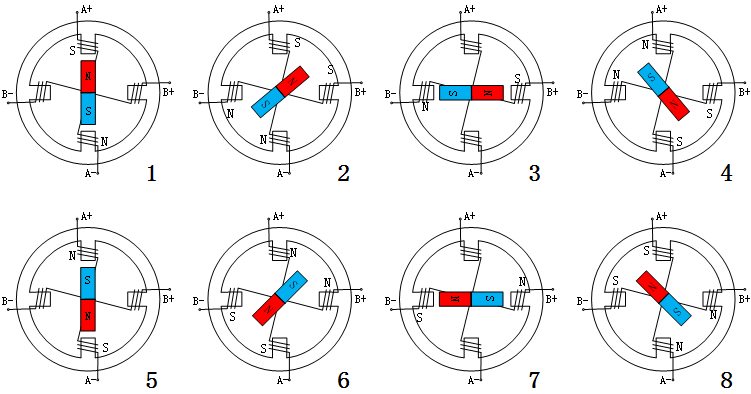 A+
S
N
B- B+
S
N
A-
1
A+
S
N S
B- B+
S
N
N
A-
2
A+
S
B- S N B+
N
A-
3
A+
N
N S
B- B+
N S
S
A-
4
A+
N
S
B- B+
N
S
A-
5
A+
N
S N
B- B+
N
S
S
A-
6
A+
N
B- N S B+
S
A-
7
A+
S
S N
B- B+
S N
N
A-
8